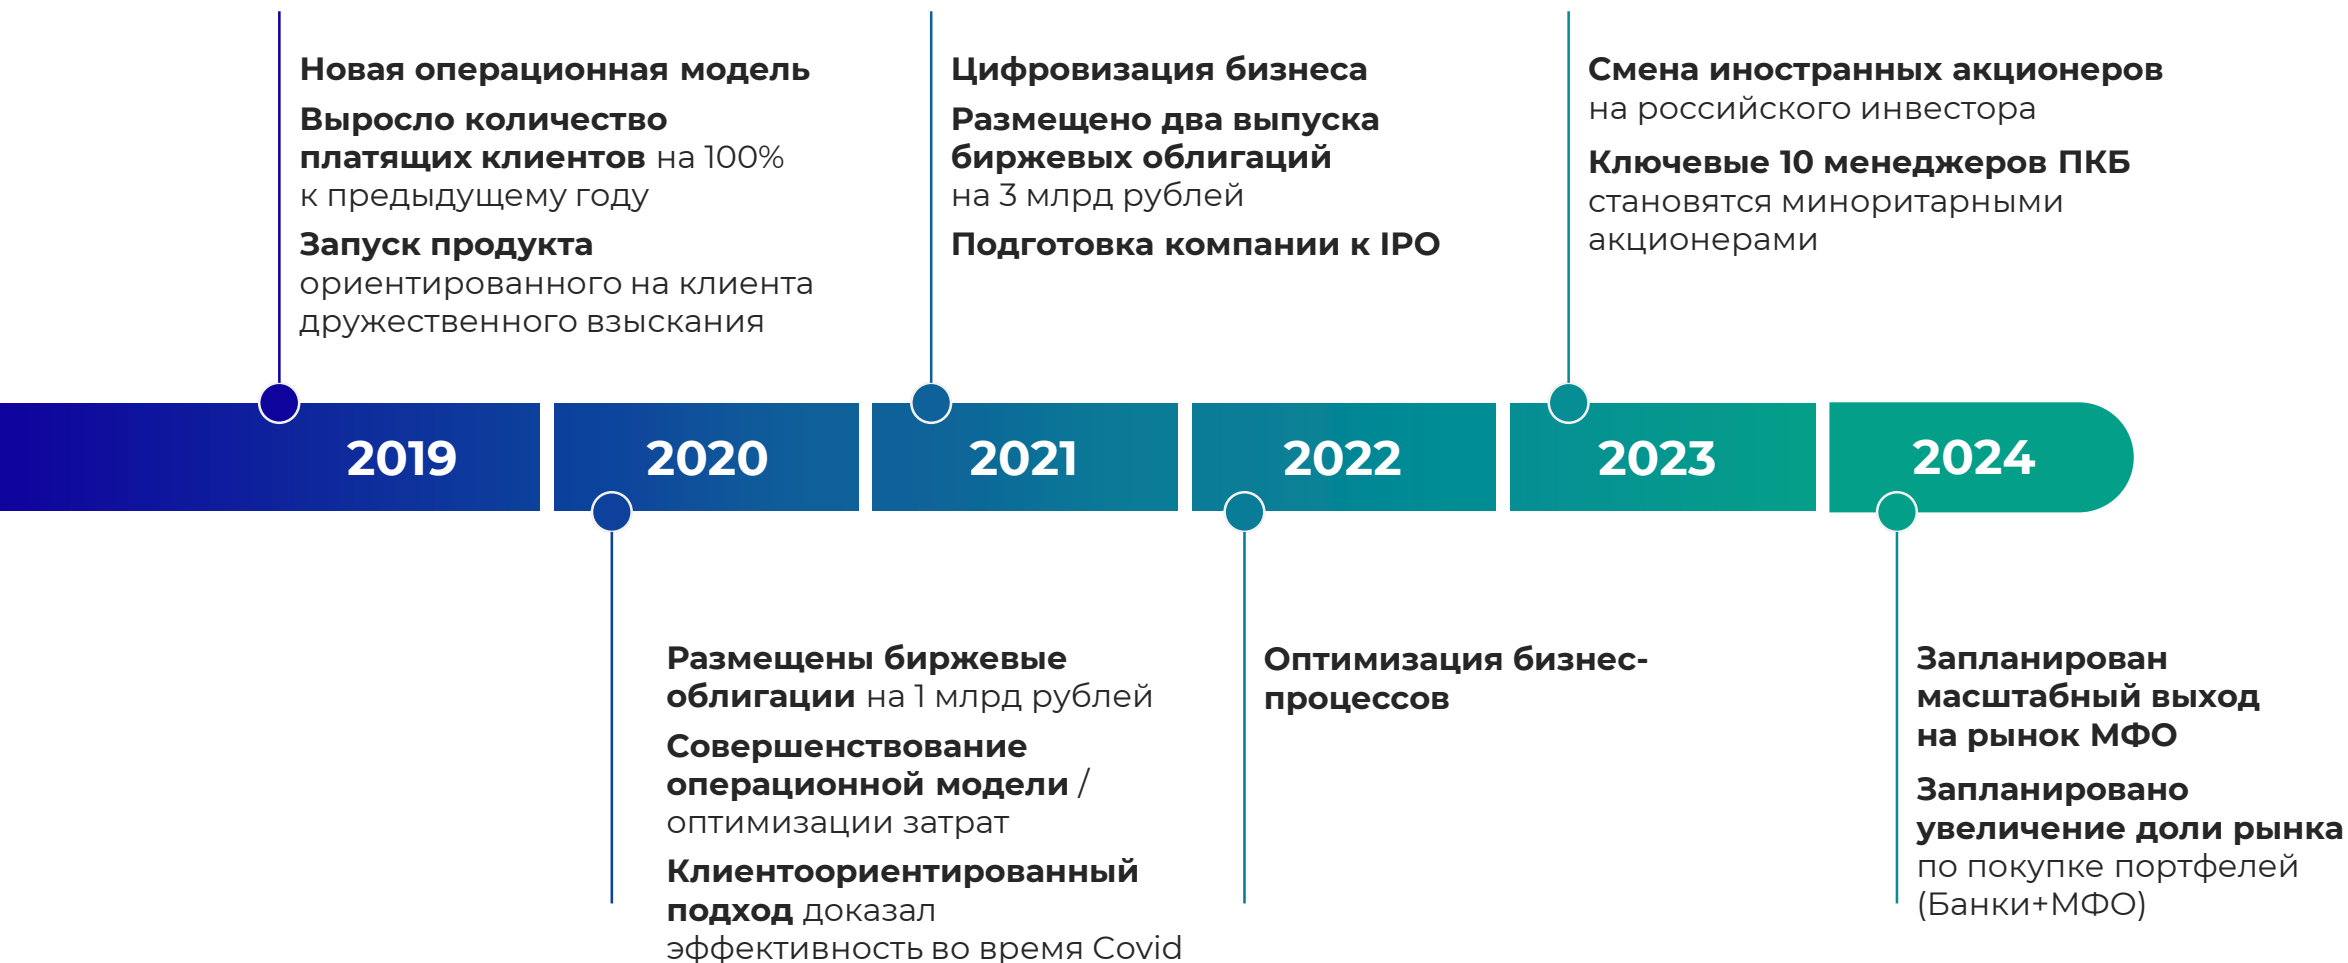 Новая операционная модель
Выросло количество
платящих клиентов на 100%
к предыдущему году
Запуск продукта
ориентированного на клиента
дружественного взыскания
Цифровизация бизнеса
Размещено два выпуска
биржевых облигаций
на 3 млрд рублей
Подготовка компании к IPO
Смена иностранных акционеров
на российского инвестора
Ключевые 10 менеджеров ПКБ
становятся миноритарными
акционерами
2019
2020
2021
2022
2023
2024
Размещены биржевые
облигации на 1 млрд рублей
Совершенствование
операционной модели /
оптимизации затрат
Клиентоориентированный
подход доказал
эффективность во время Covid
Оптимизация бизнес-
процессов
Запланирован
масштабный выход
на рынок МФО
Запланировано
увеличение доли рынка
по покупке портфелей
(Банки+МФО)